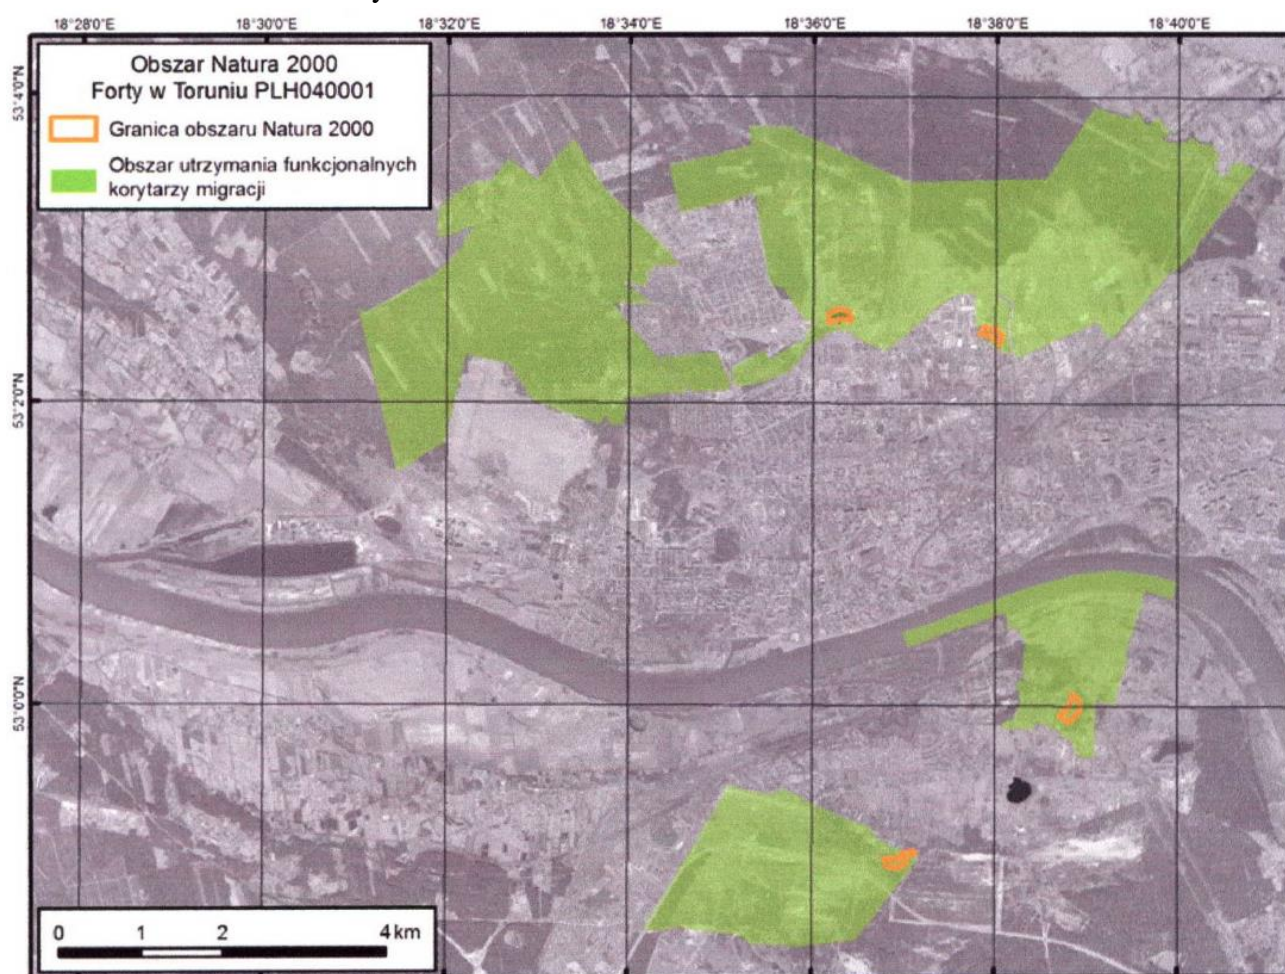 18°28'0"E 18°30'0"E 18°32'0"E 18°34'0"E 18°36'0"E 18°38'0"E 18°40'0"E
Obszar Natura 2000
Forty w Toruniu PLH040001
Granica obszaru Natura 2000
Obszar utrzymania funkcjonalnych
korytarzy migracji
53°4'0"N
53°2'0"N
53°0'0"N
0 1 2 4 km